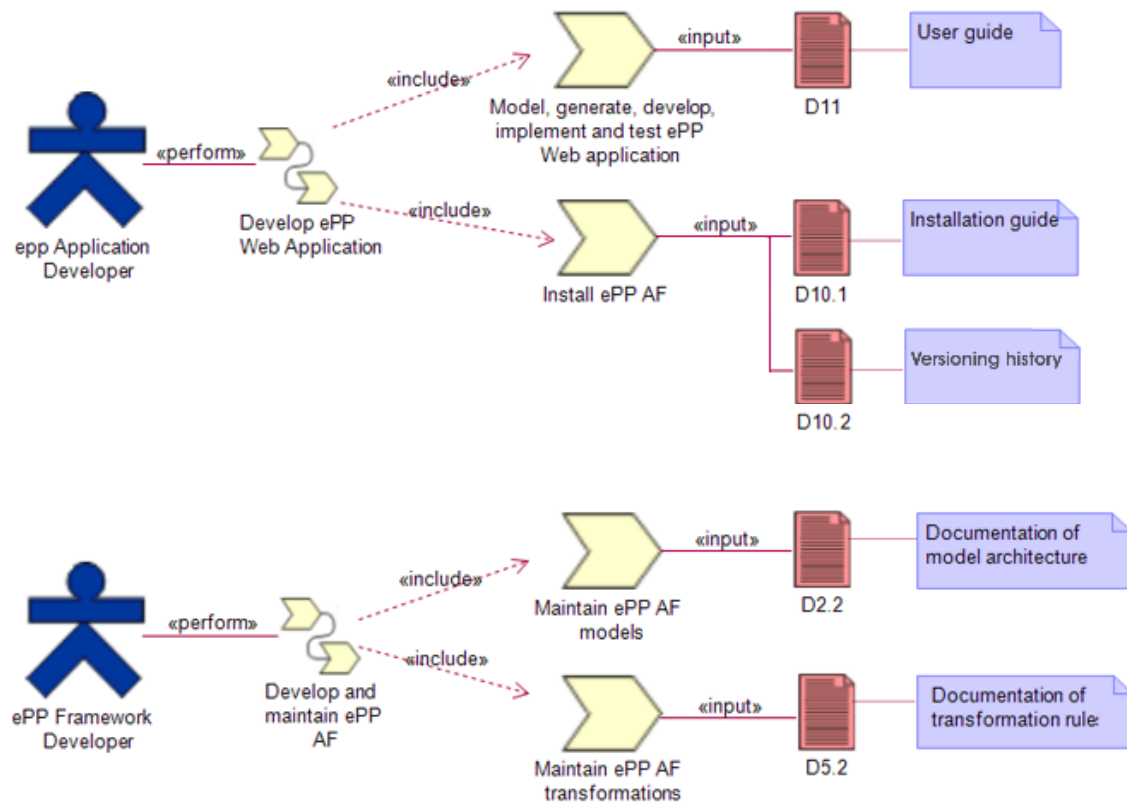 User guide
«input»
«include»
D11
Model, generate, develop,
implement and test ePP
Web application
«perform»
«include»
«input»
Installation guide
Develop ePP
Web Application
epp Application
Developer
Install ePP AF
D10.1
Versioning history
D10.2
Documentation of
model architecture
«input»
«include»
Maintain ePP AF
models
D2.2
«perform»
«include»
Develop and
maintain ePP
AF
ePP Framework
Developer
«input»
Documentation of
transformation rules
Maintain ePP AF
transformations
D5.2